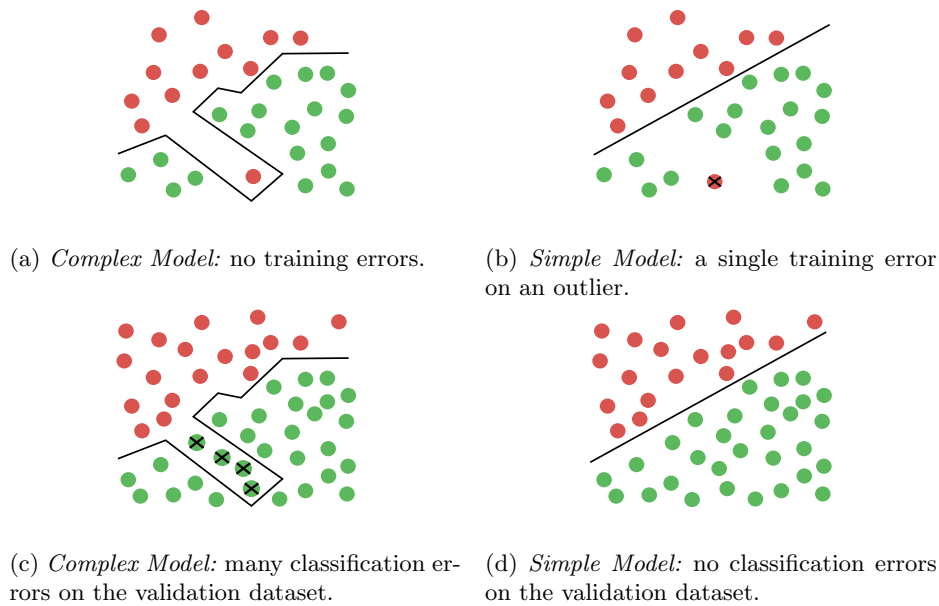 (a) Complex Model: no training errors.
(b) Simple Model: a single training error
on an outlier.
(c) Complex Model: many classification er-
rors on the validation dataset.
(d) Simple Model: no classification errors
on the validation dataset.